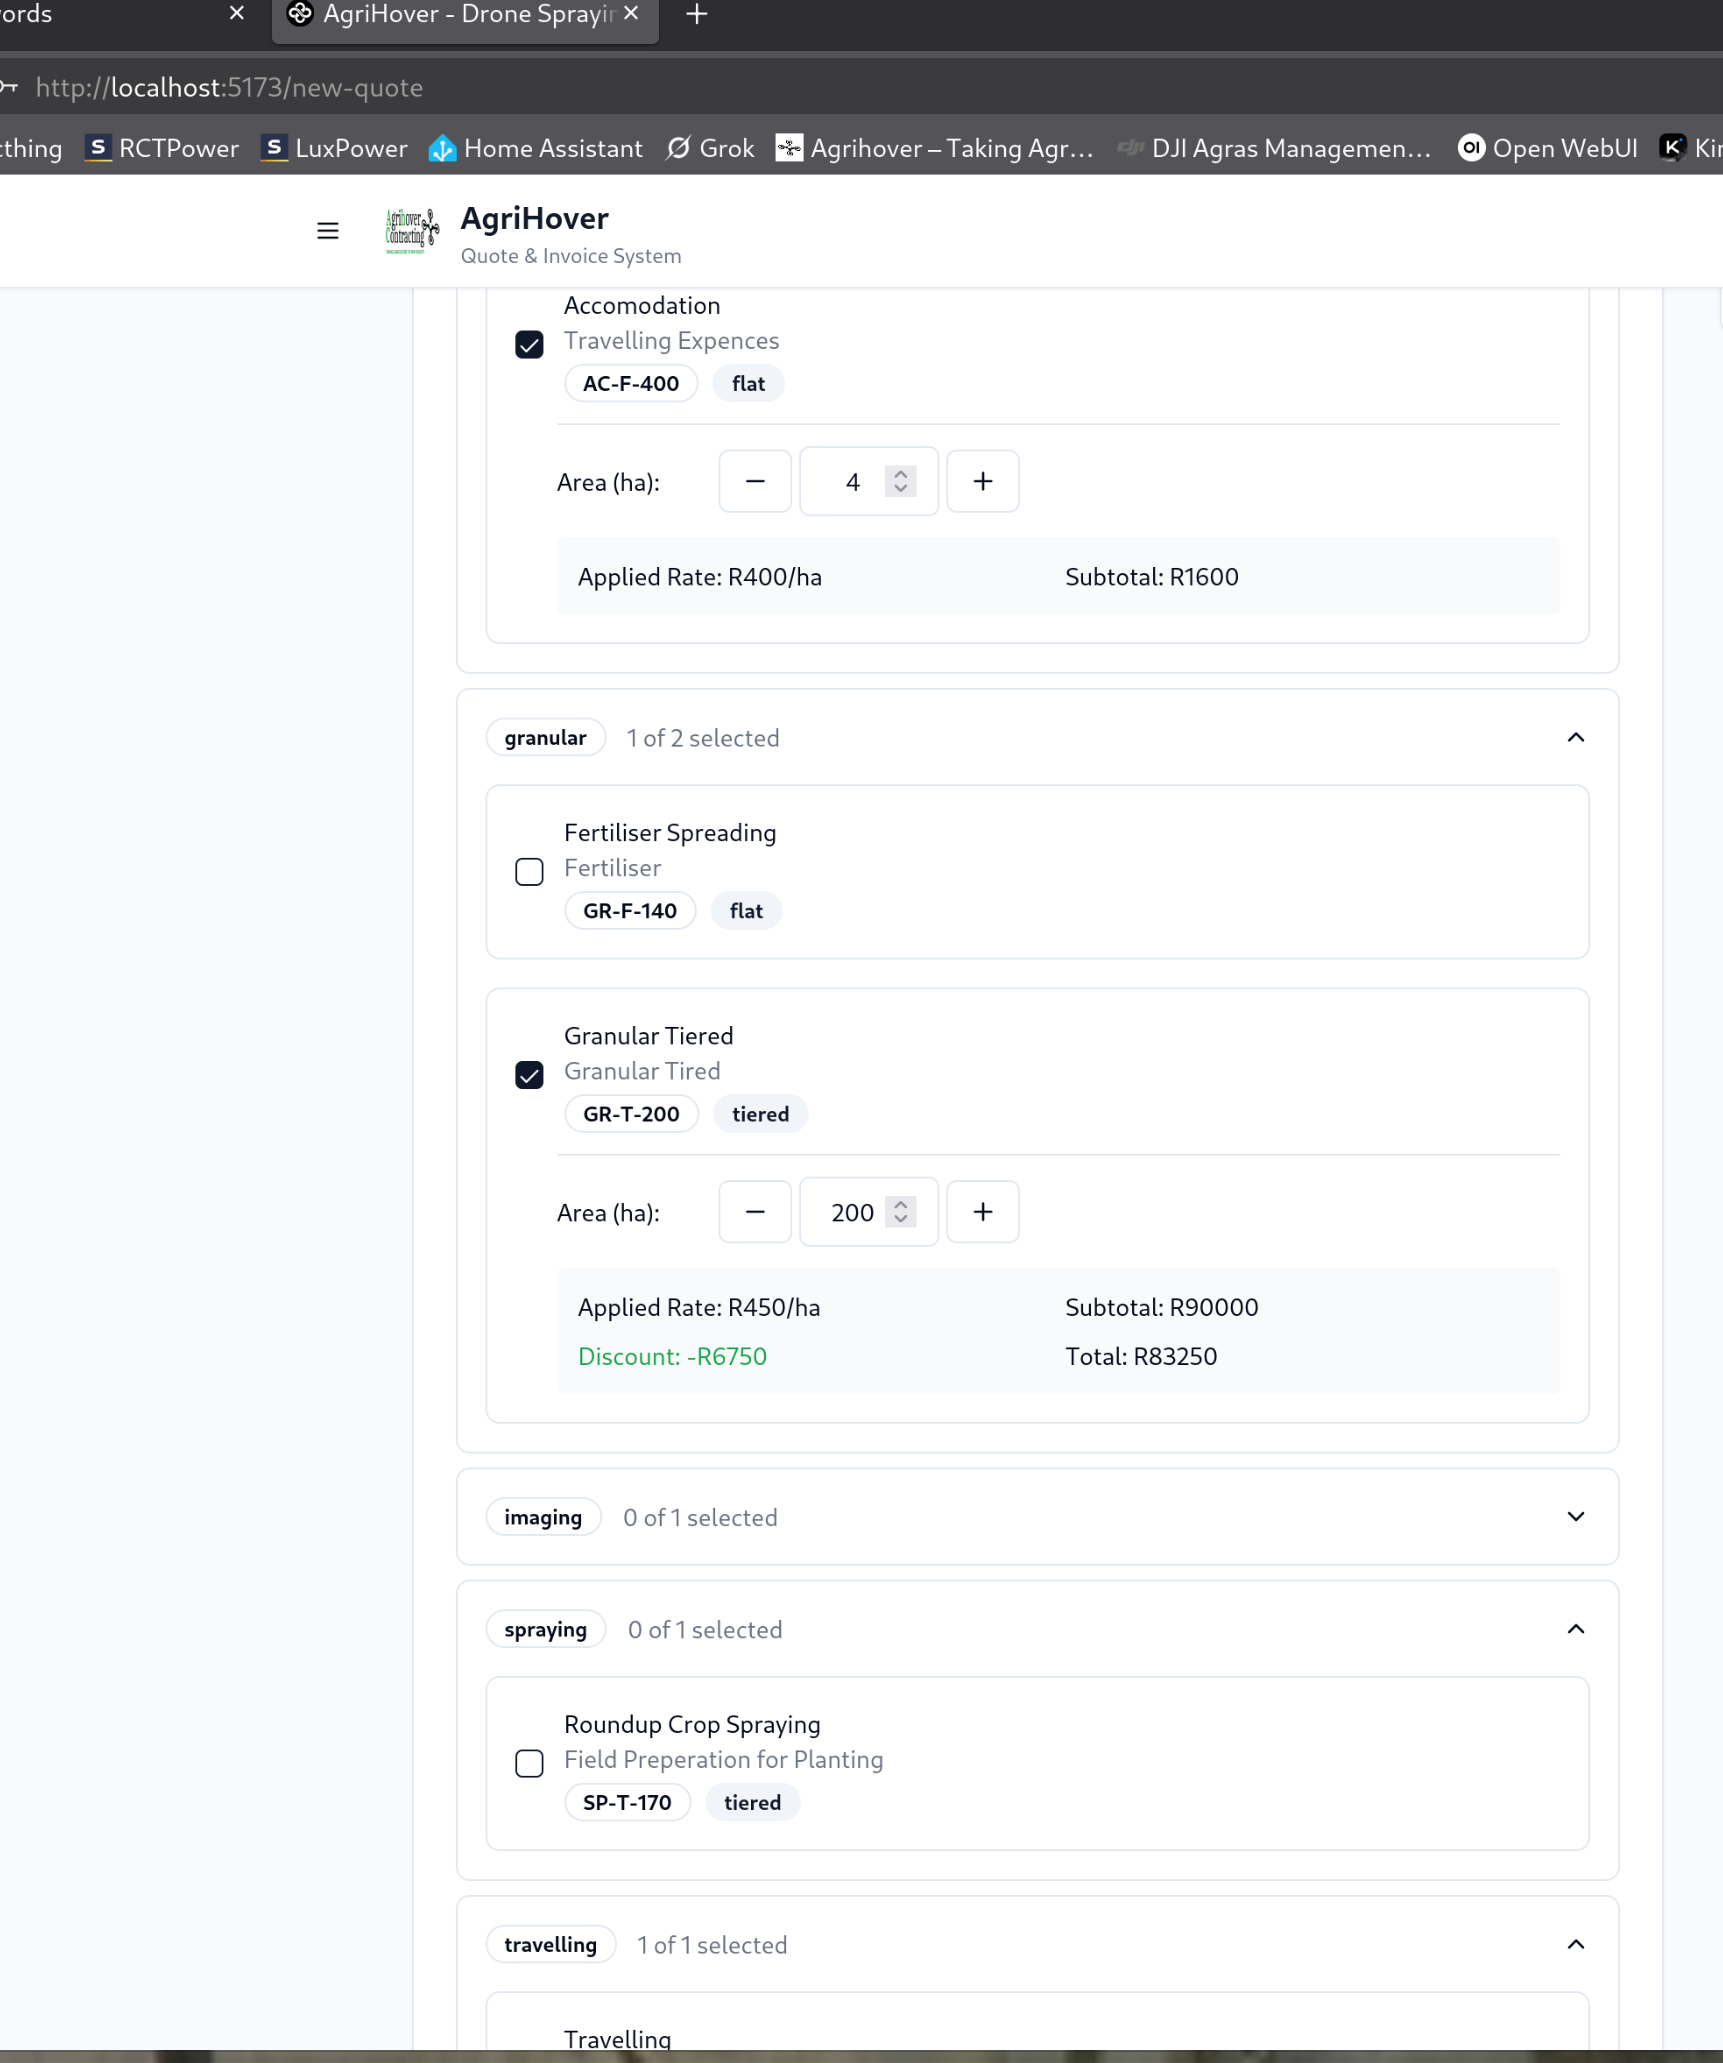 ords
AgriHover - Drone Sprayin
http://localhost:5173/new-quote
thing RCTPower LuxPower Home Assistant Grok Agrihover – Taking Agr... DJI Agras Managemen... Open WebUI
AgriHover
Quote & Invoice System
Accomodation
Travelling Expences
AC-F-400 flat
Area (ha): − 4 +
Applied Rate: R400/ha Subtotal: R1600
granular 1 of 2 selected
Fertiliser Spreading
Fertiliser
GR-F-140 flat
Granular Tiered
Granular Tired
GR-T-200 tiered
Area (ha): − 200 +
Applied Rate: R450/ha Subtotal: R90000
Discount: -R6750 Total: R83250
imaging 0 of 1 selected
spraying 0 of 1 selected
Roundup Crop Spraying
Field Preperation for Planting
SP-T-170 tiered
travelling 1 of 1 selected
Travelling